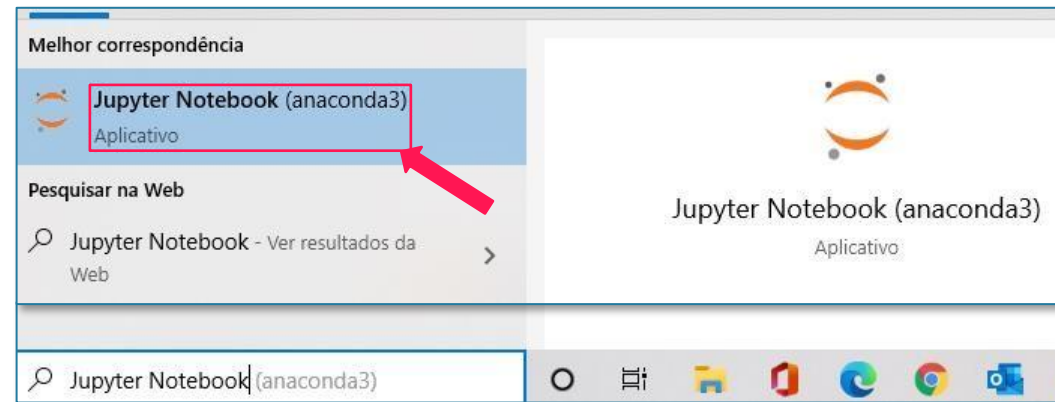 Melhor correspondência
Jupyter Notebook (anaconda3)
Aplicativo
Pesquisar na Web
Jupyter Notebook - Ver resultados da
Web
Jupyter Notebook (anaconda3)
Aplicativo
Jupyter Notebook (anaconda3)